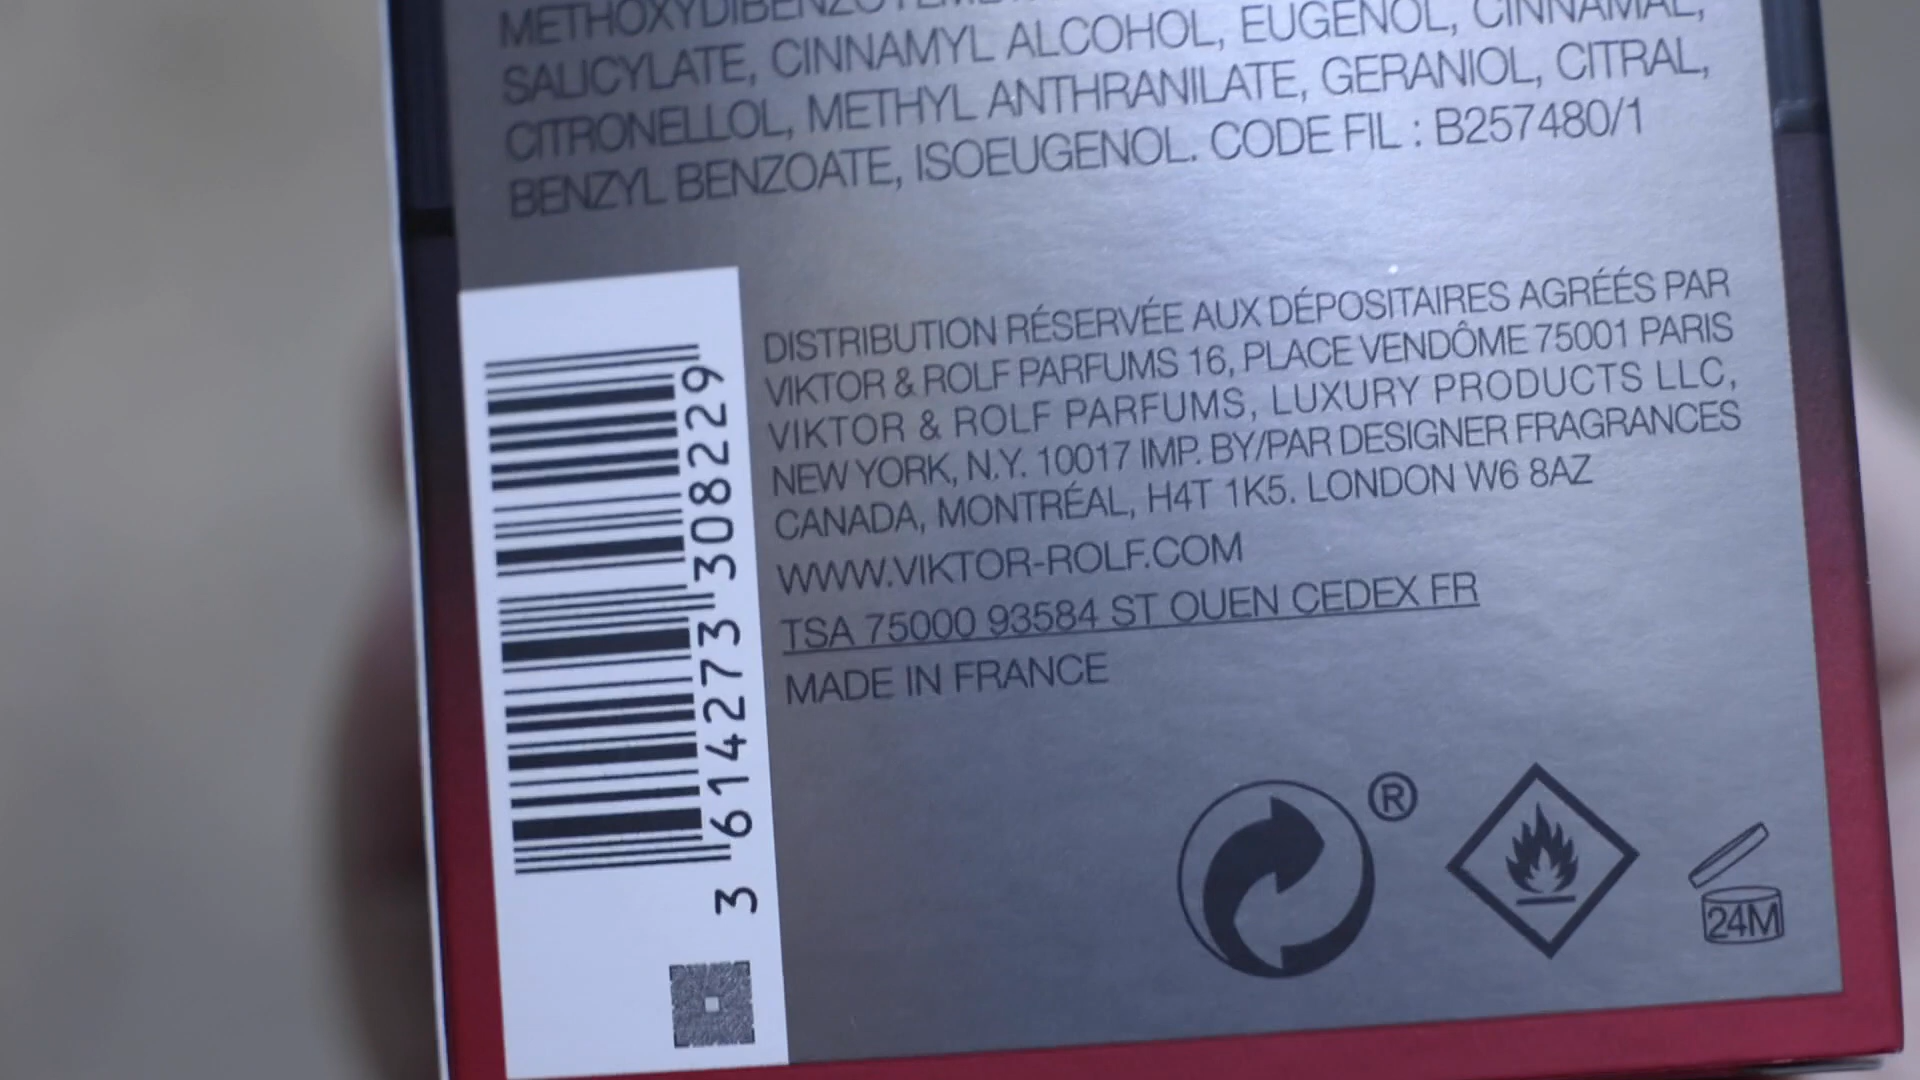 SALICYLATE, CINNAMYL ALCOHOL, EUGENOL, CINNAMAL,
CITRONELLOL, METHYL ANTHRANILATE, GERANIOL, CITRAL,
BENZYL BENZOATE, ISOEUGENOL. CODE FIL : B257480/1
DISTRIBUTION RÉSERVÉE AUX DÉPOSITAIRES AGRÉÉS PAR
VIKTOR & ROLF PARFUMS 16, PLACE VENDÔME 75001 PARIS
VIKTOR & ROLF PARFUMS, LUXURY PRODUCTS LLC,
NEW YORK, N.Y. 10017 IMP. BY/PAR DESIGNER FRAGRANCES
CANADA, MONTRÉAL, H4T 1K5. LONDON W6 8AZ
WWW.VIKTOR-ROLF.COM
TSA 75000 93584 ST OUEN CEDEX FR
MADE IN FRANCE
3 614273 308229
®
24M